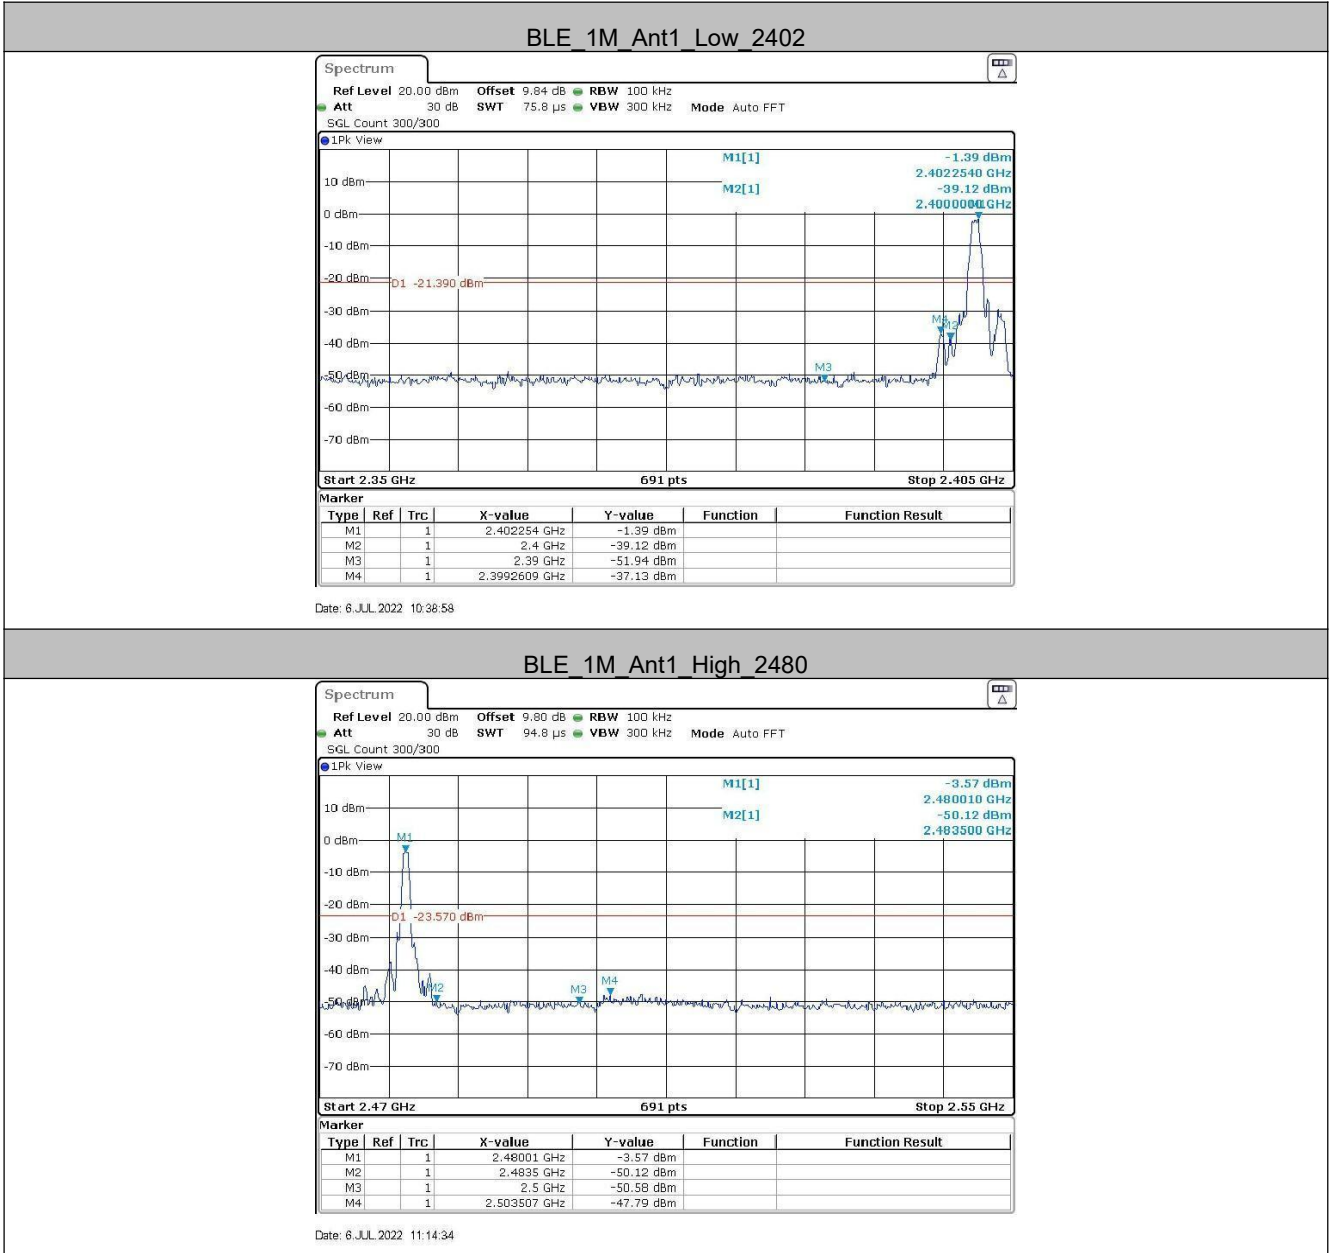 BLE_1M_Ant1_Low_2402
Spectrum
Ref Level 20.00 dBm Offset 9.84 dB RBW 100 kHz
Att 30 dB SWT 75.8 µs VBW 300 kHz Mode Auto FFT
SGL Count 300/300
1Pk View
M1[1] -1.39 dBm
2.4022540 GHz
10 dBm
M2[1] -39.12 dBm
2.4000000 GHz
M1
0 dBm
-10 dBm
-20 dBm
D1 -21.390 dBm
-30 dBm
M4
M2
-40 dBm
M3
-50 dBm
-60 dBm
-70 dBm
Start 2.35 GHz 691 pts Stop 2.405 GHz
Marker
Type Ref Trc X-value Y-value Function Function Result
M1 1 2.402254 GHz -1.39 dBm
M2 1 2.4 GHz -39.12 dBm
M3 1 2.39 GHz -51.94 dBm
M4 1 2.3992609 GHz -37.13 dBm
Date: 6.JUL.2022 10:38:58
BLE_1M_Ant1_High_2480
Spectrum
Ref Level 20.00 dBm Offset 9.80 dB RBW 100 kHz
Att 30 dB SWT 94.8 µs VBW 300 kHz Mode Auto FFT
SGL Count 300/300
1Pk View
M1[1] -3.57 dBm
2.480010 GHz
10 dBm
M2[1] -50.12 dBm
2.483500 GHz
0 dBm
M1
-10 dBm
-20 dBm
D1 -23.570 dBm
-30 dBm
-40 dBm
M2
M3
M4
-50 dBm
-60 dBm
-70 dBm
Start 2.47 GHz 691 pts Stop 2.55 GHz
Marker
Type Ref Trc X-value Y-value Function Function Result
M1 1 2.48001 GHz -3.57 dBm
M2 1 2.4835 GHz -50.12 dBm
M3 1 2.5 GHz -50.58 dBm
M4 1 2.503507 GHz -47.79 dBm
Date: 6.JUL.2022 11:14:34